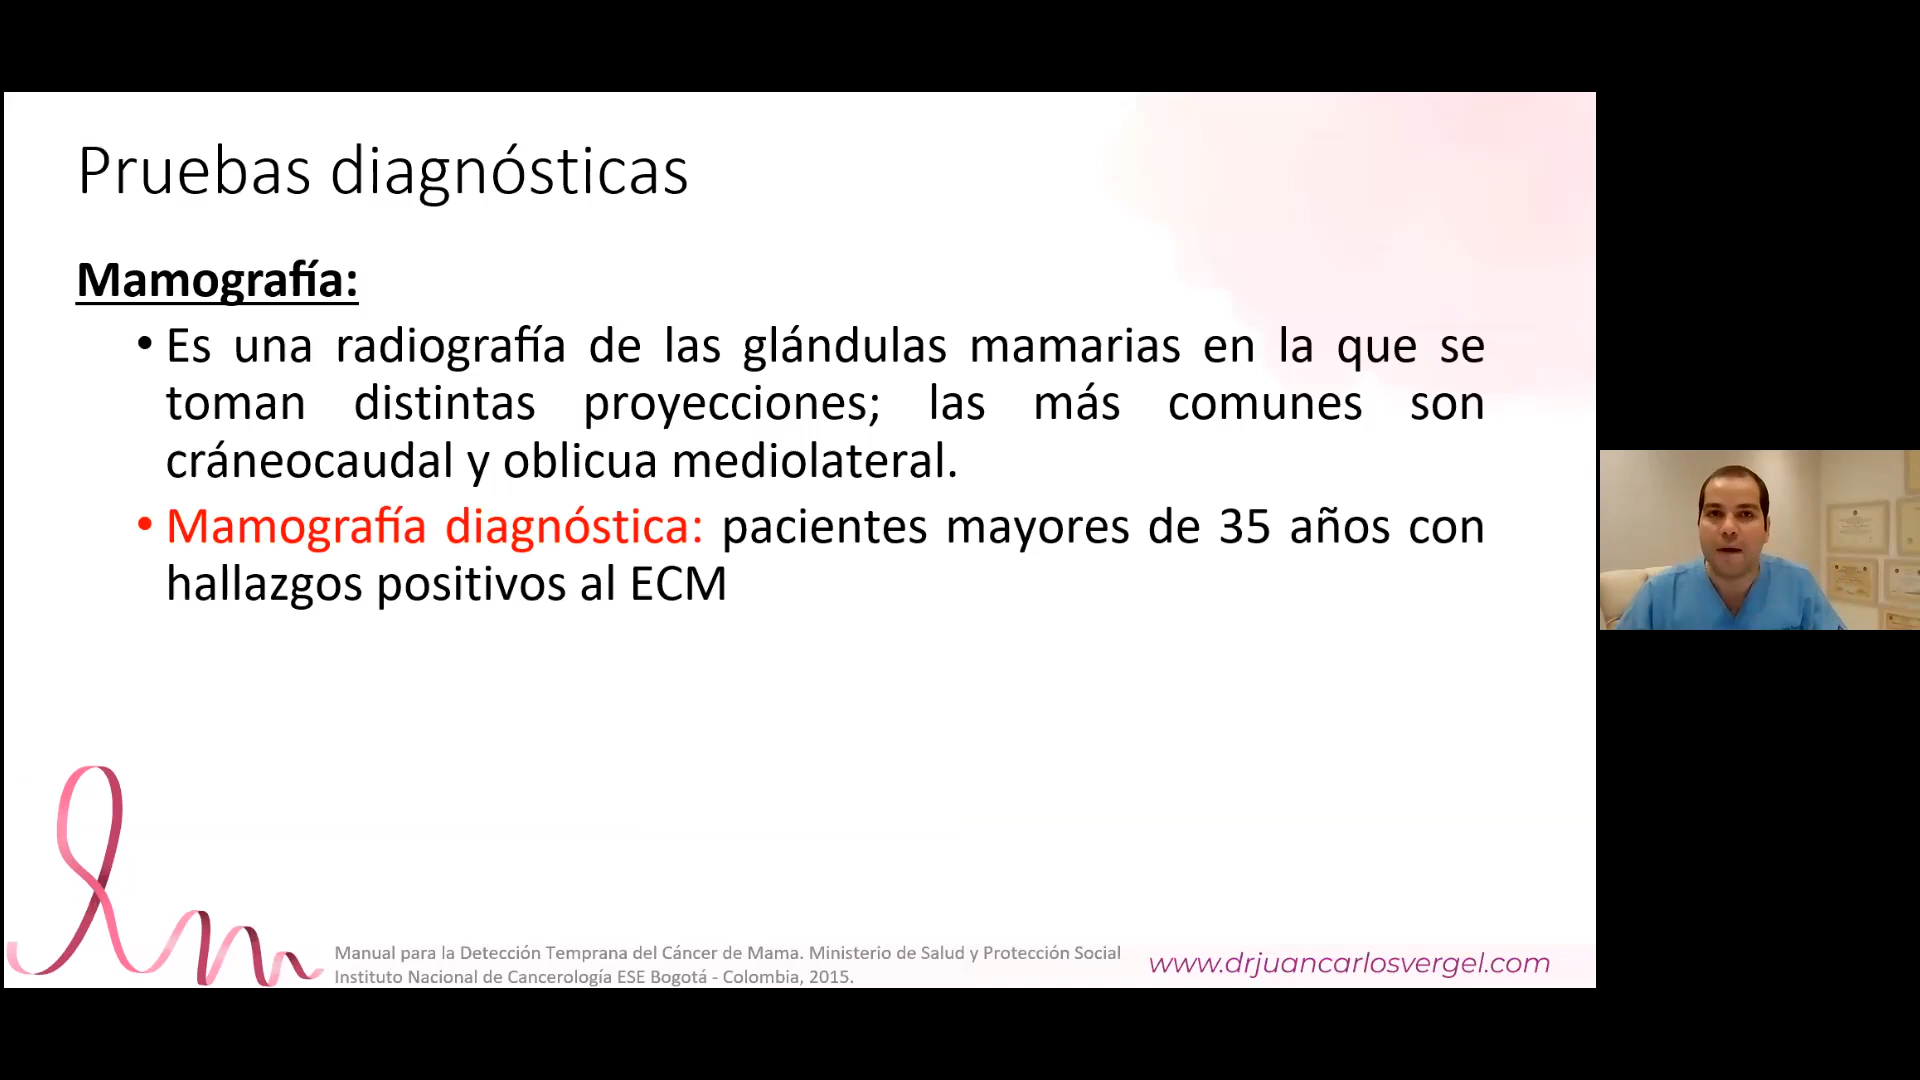 Pruebas diagnósticas
Mamografía:
• Es una radiografía de las glándulas mamarias en la que se
toman distintas proyecciones; las más comunes son
cráneocaudal y oblicua mediolateral.
• Mamografía diagnóstica: pacientes mayores de 35 años con
hallazgos positivos al ECM
Manual para la Detección Temprana del Cáncer de Mama. Ministerio de Salud y Protección Social
Instituto Nacional de Cancerología ESE Bogotá - Colombia, 2015.
www.drjuancarlosvergel.com